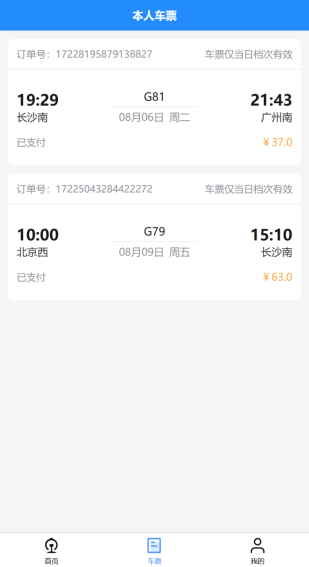 本人车票
订单号：17228195879138827 车票仅当日档次有效
19:29 G81 21:43
长沙南 08月06日 周二 广州南
已支付 ￥37.0
订单号：17225043284422272 车票仅当日档次有效
10:00 G79 15:10
北京西 08月09日 周五 长沙南
已支付 ￥63.0
首页 车票 我的